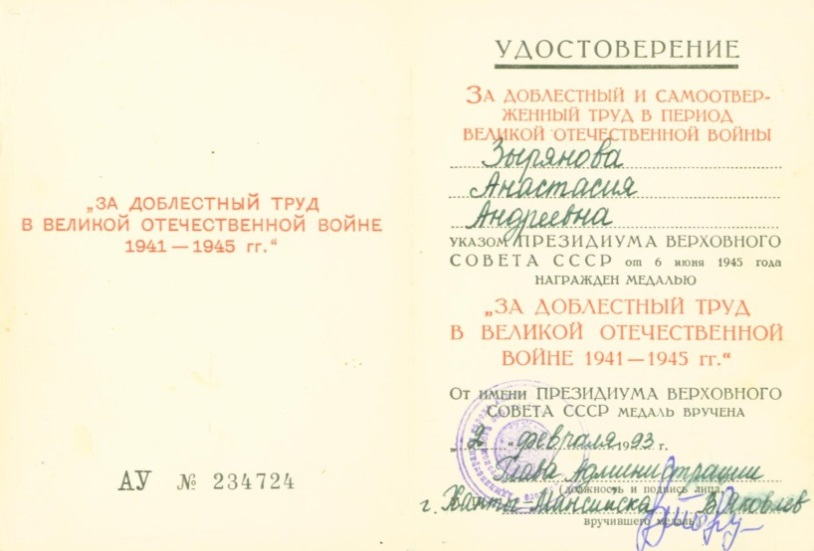 „ЗА ДОБЛЕСТНЫЙ ТРУД
В ВЕЛИКОЙ ОТЕЧЕСТВЕННОЙ ВОЙНЕ
1941 — 1945 гг.“
АУ № 234724
УДОСТОВЕРЕНИЕ
ЗА ДОБЛЕСТНЫЙ И САМООТВЕР-
ЖЕННЫЙ ТРУД В ПЕРИОД
ВЕЛИКОЙ ОТЕЧЕСТВЕННОЙ ВОЙНЫ
Зырянова
Анастасия
Андреевна
УКАЗОМ ПРЕЗИДИУМА ВЕРХОВНОГО
СОВЕТА СССР от 6 июня 1945 года
НАГРАЖДЕН МЕДАЛЬЮ
„ЗА ДОБЛЕСТНЫЙ ТРУД
В ВЕЛИКОЙ ОТЕЧЕСТВЕННОЙ
ВОЙНЕ 1941 — 1945 гг.“
От имени ПРЕЗИДИУМА ВЕРХОВНОГО
СОВЕТА СССР МЕДАЛЬ ВРУЧЕНА
„2 февраля 1993 г.
Глава Администрации
(должность и подпись лица,
г. Ханты-Мансийска В. Яковлев
вручившего медаль)